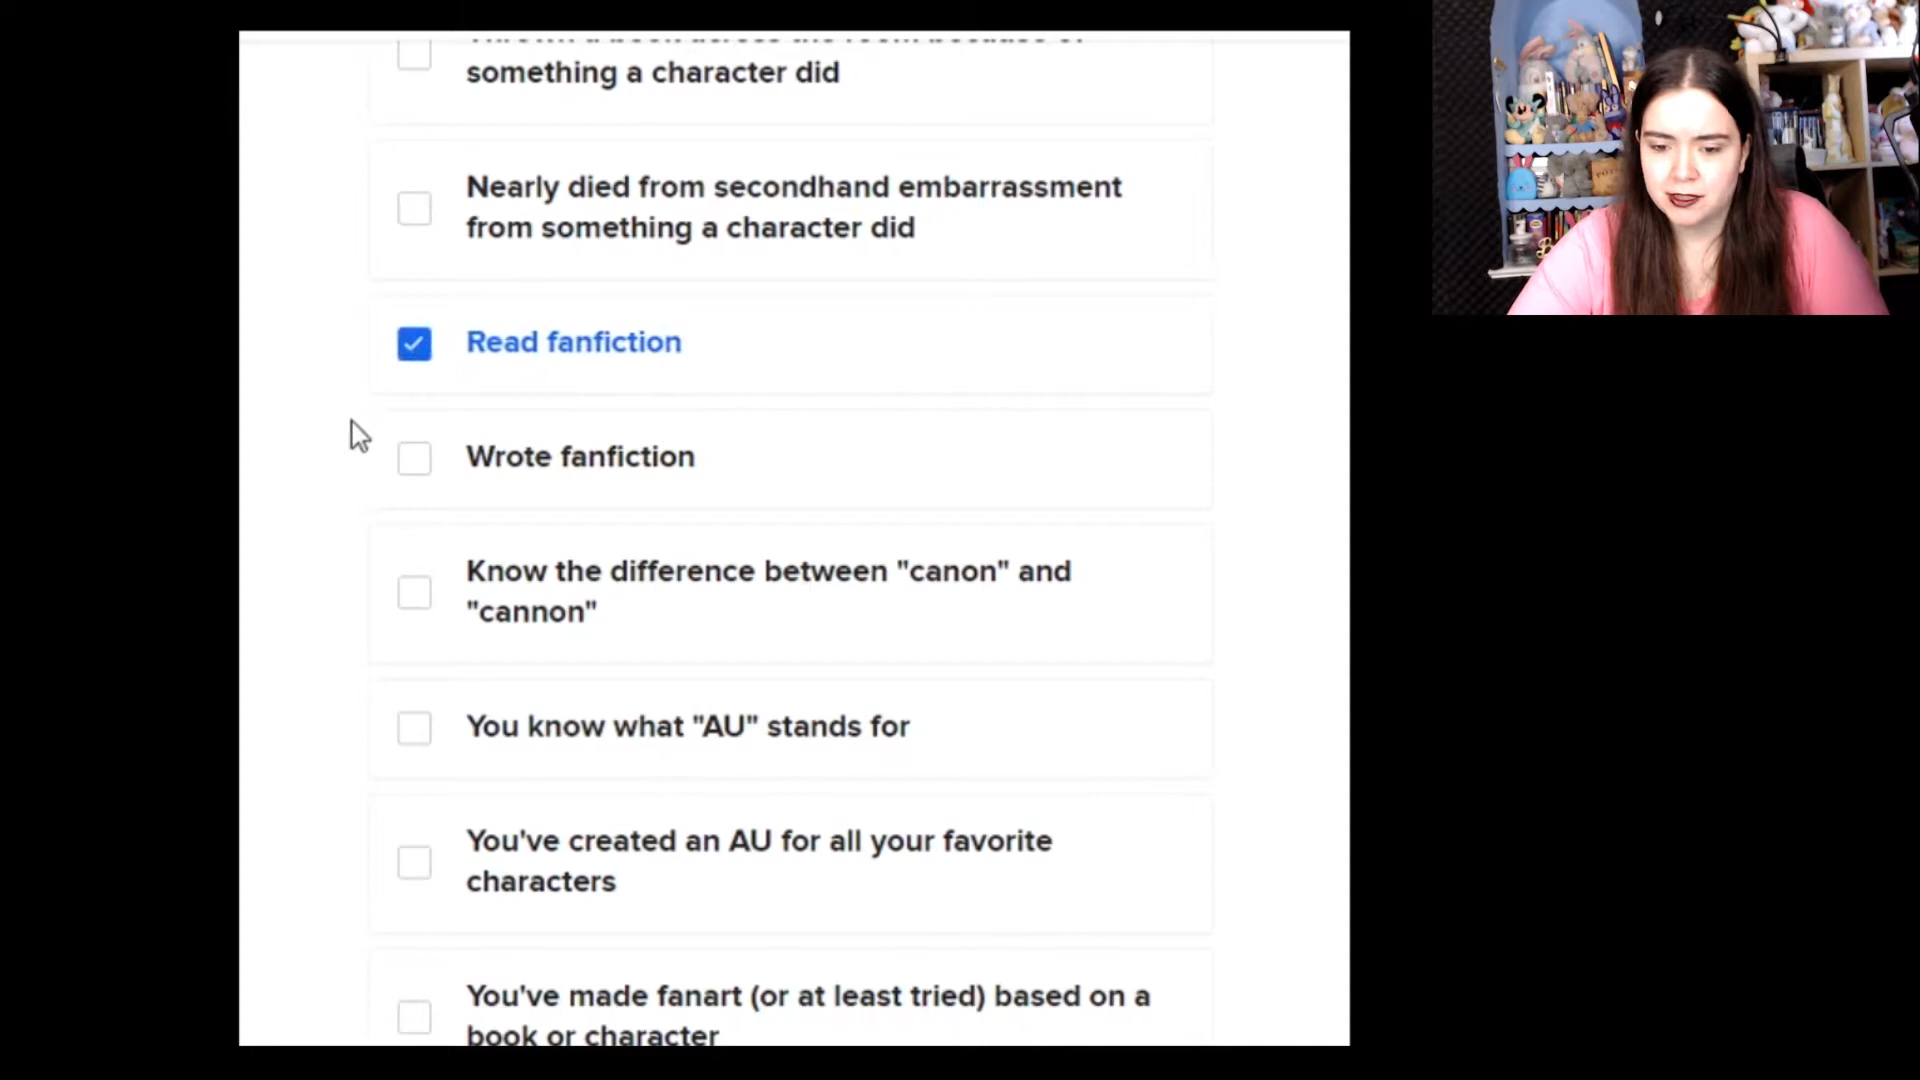 something a character did
Nearly died from secondhand embarrassment
from something a character did
Read fanfiction
Wrote fanfiction
Know the difference between "canon" and
"cannon"
You know what "AU" stands for
You've created an AU for all your favorite
characters
You've made fanart (or at least tried) based on a
book or character